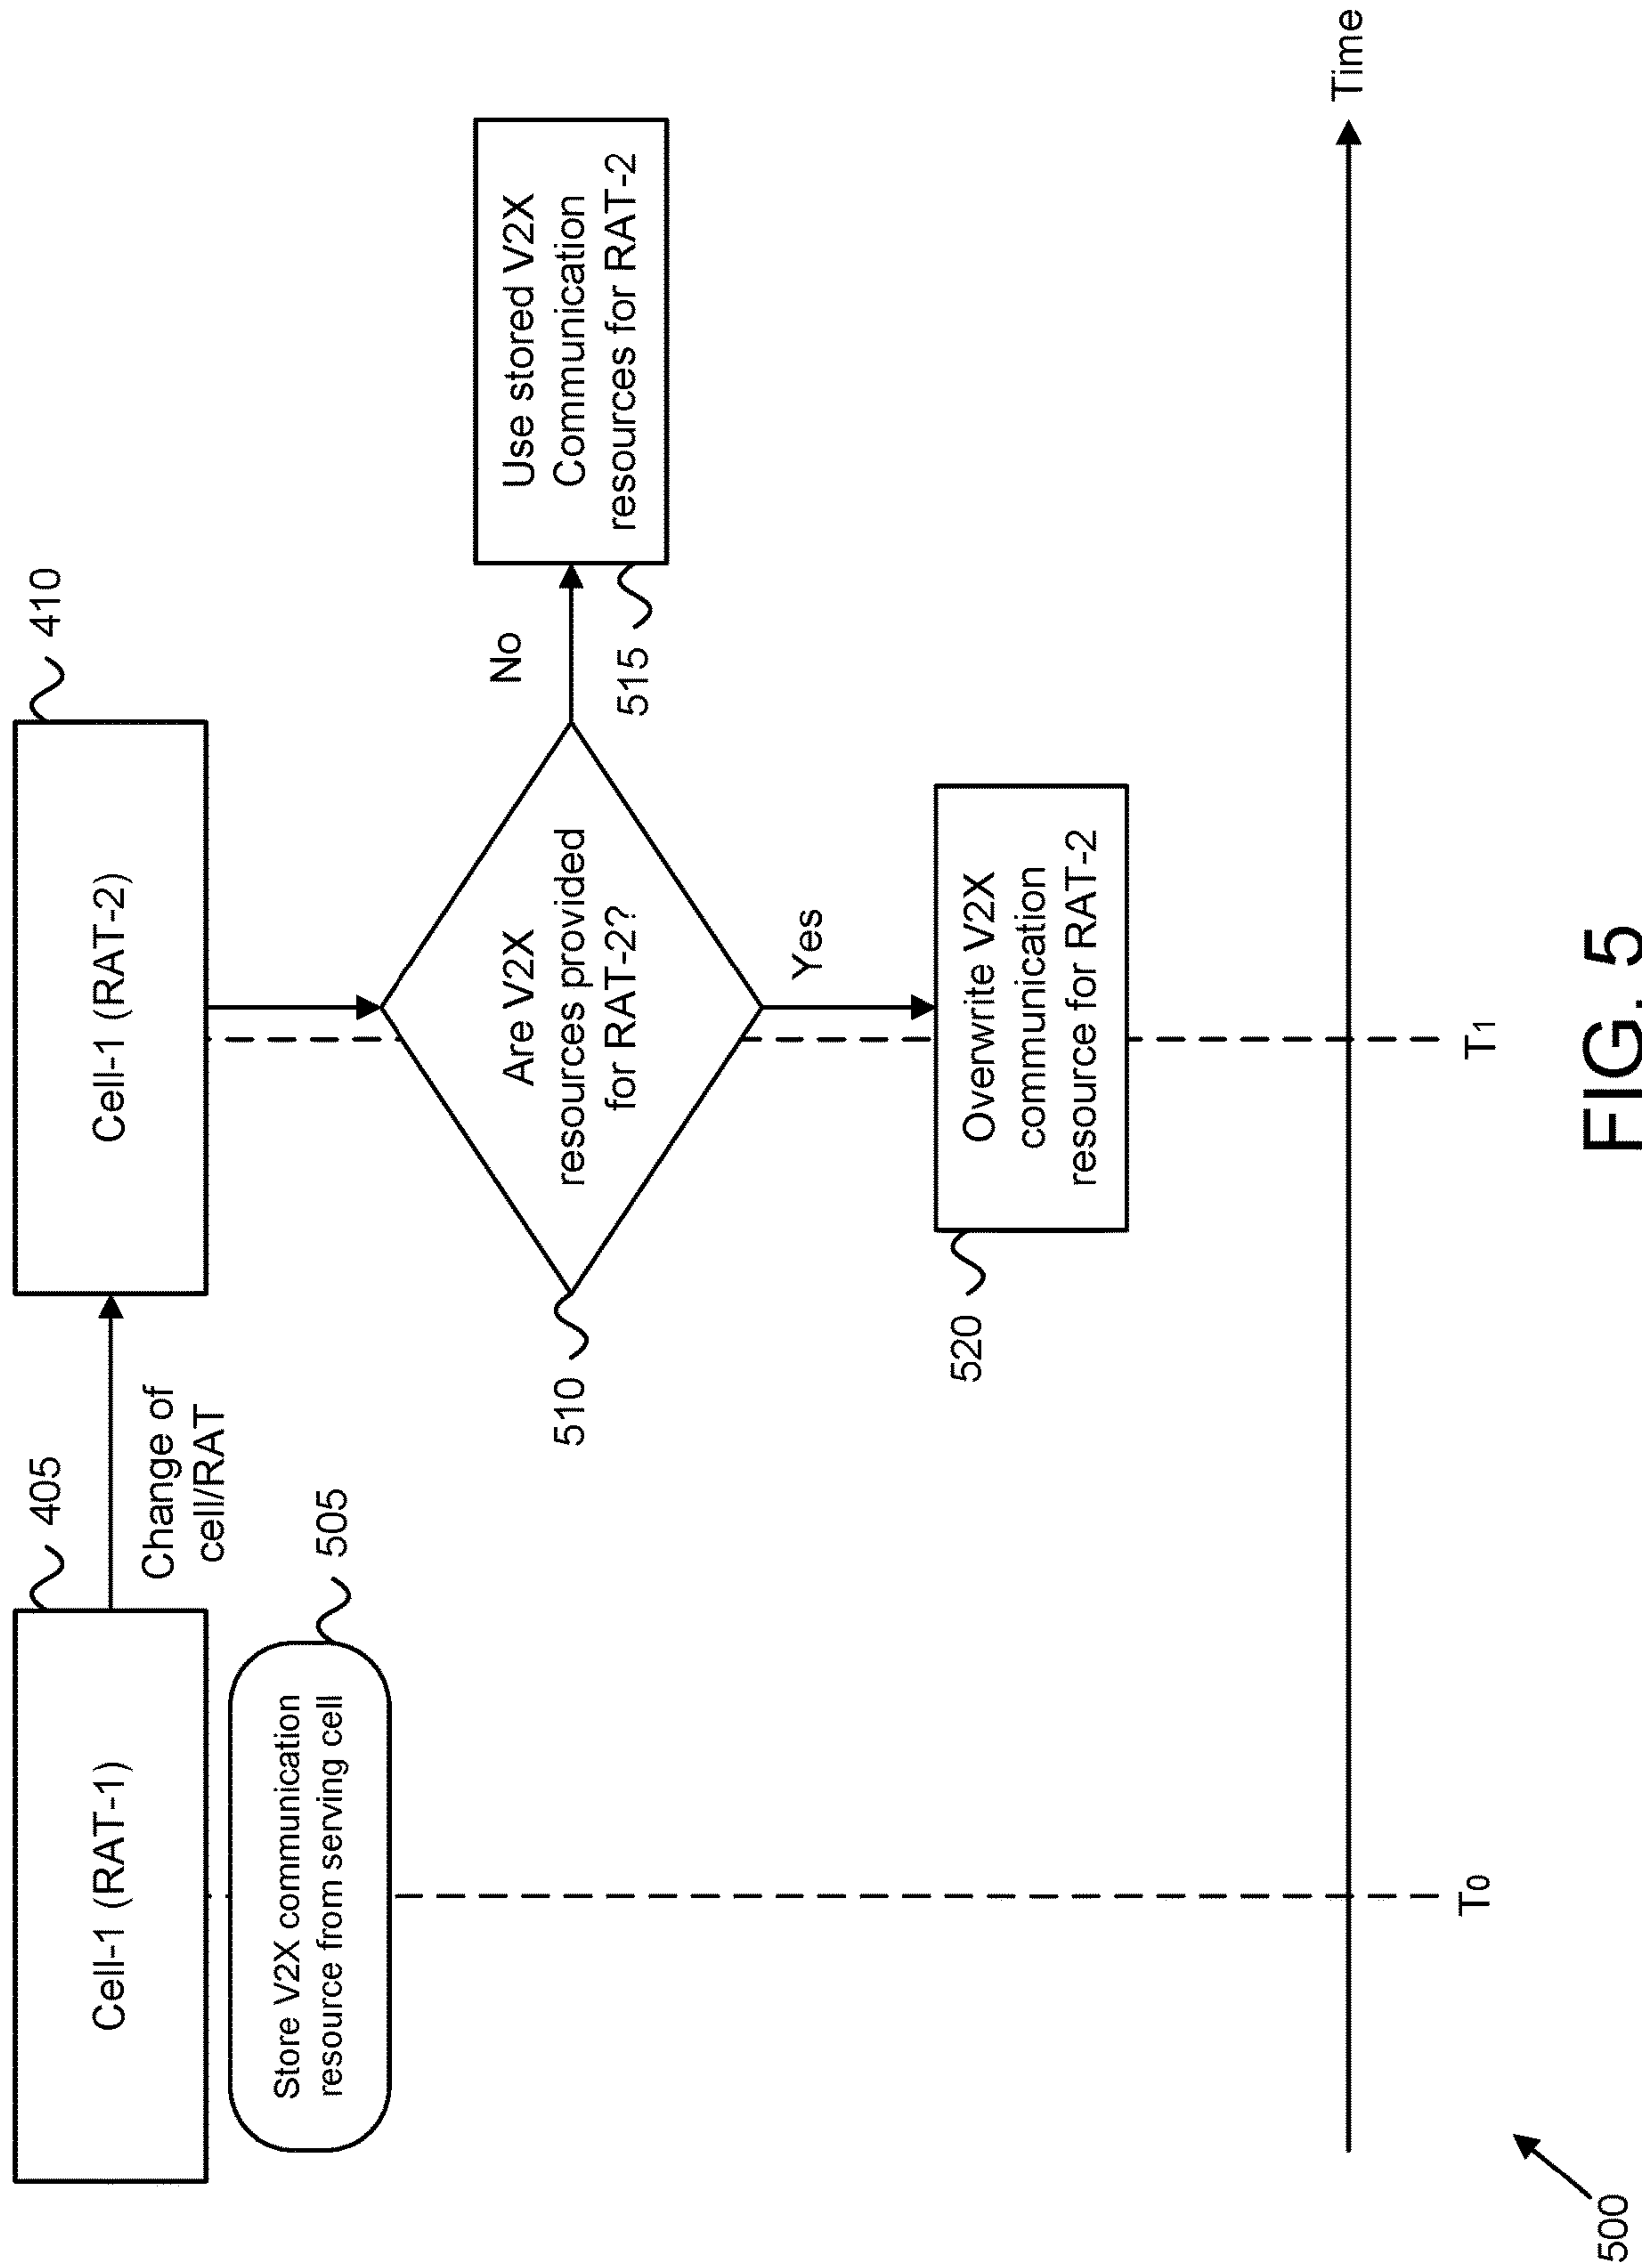 405
410
Cell-1 (RAT-1)
Change of
cell/RAT
Cell-1 (RAT-2)
505
Store V2X communication
resource from serving cell
510
Are V2X
resources provided
for RAT-2?
No
515
Use stored V2X
Communication
resources for RAT-2
Yes
520
Overwrite V2X
communication
resource for RAT-2
Time
T0
T1
500
FIG. 5